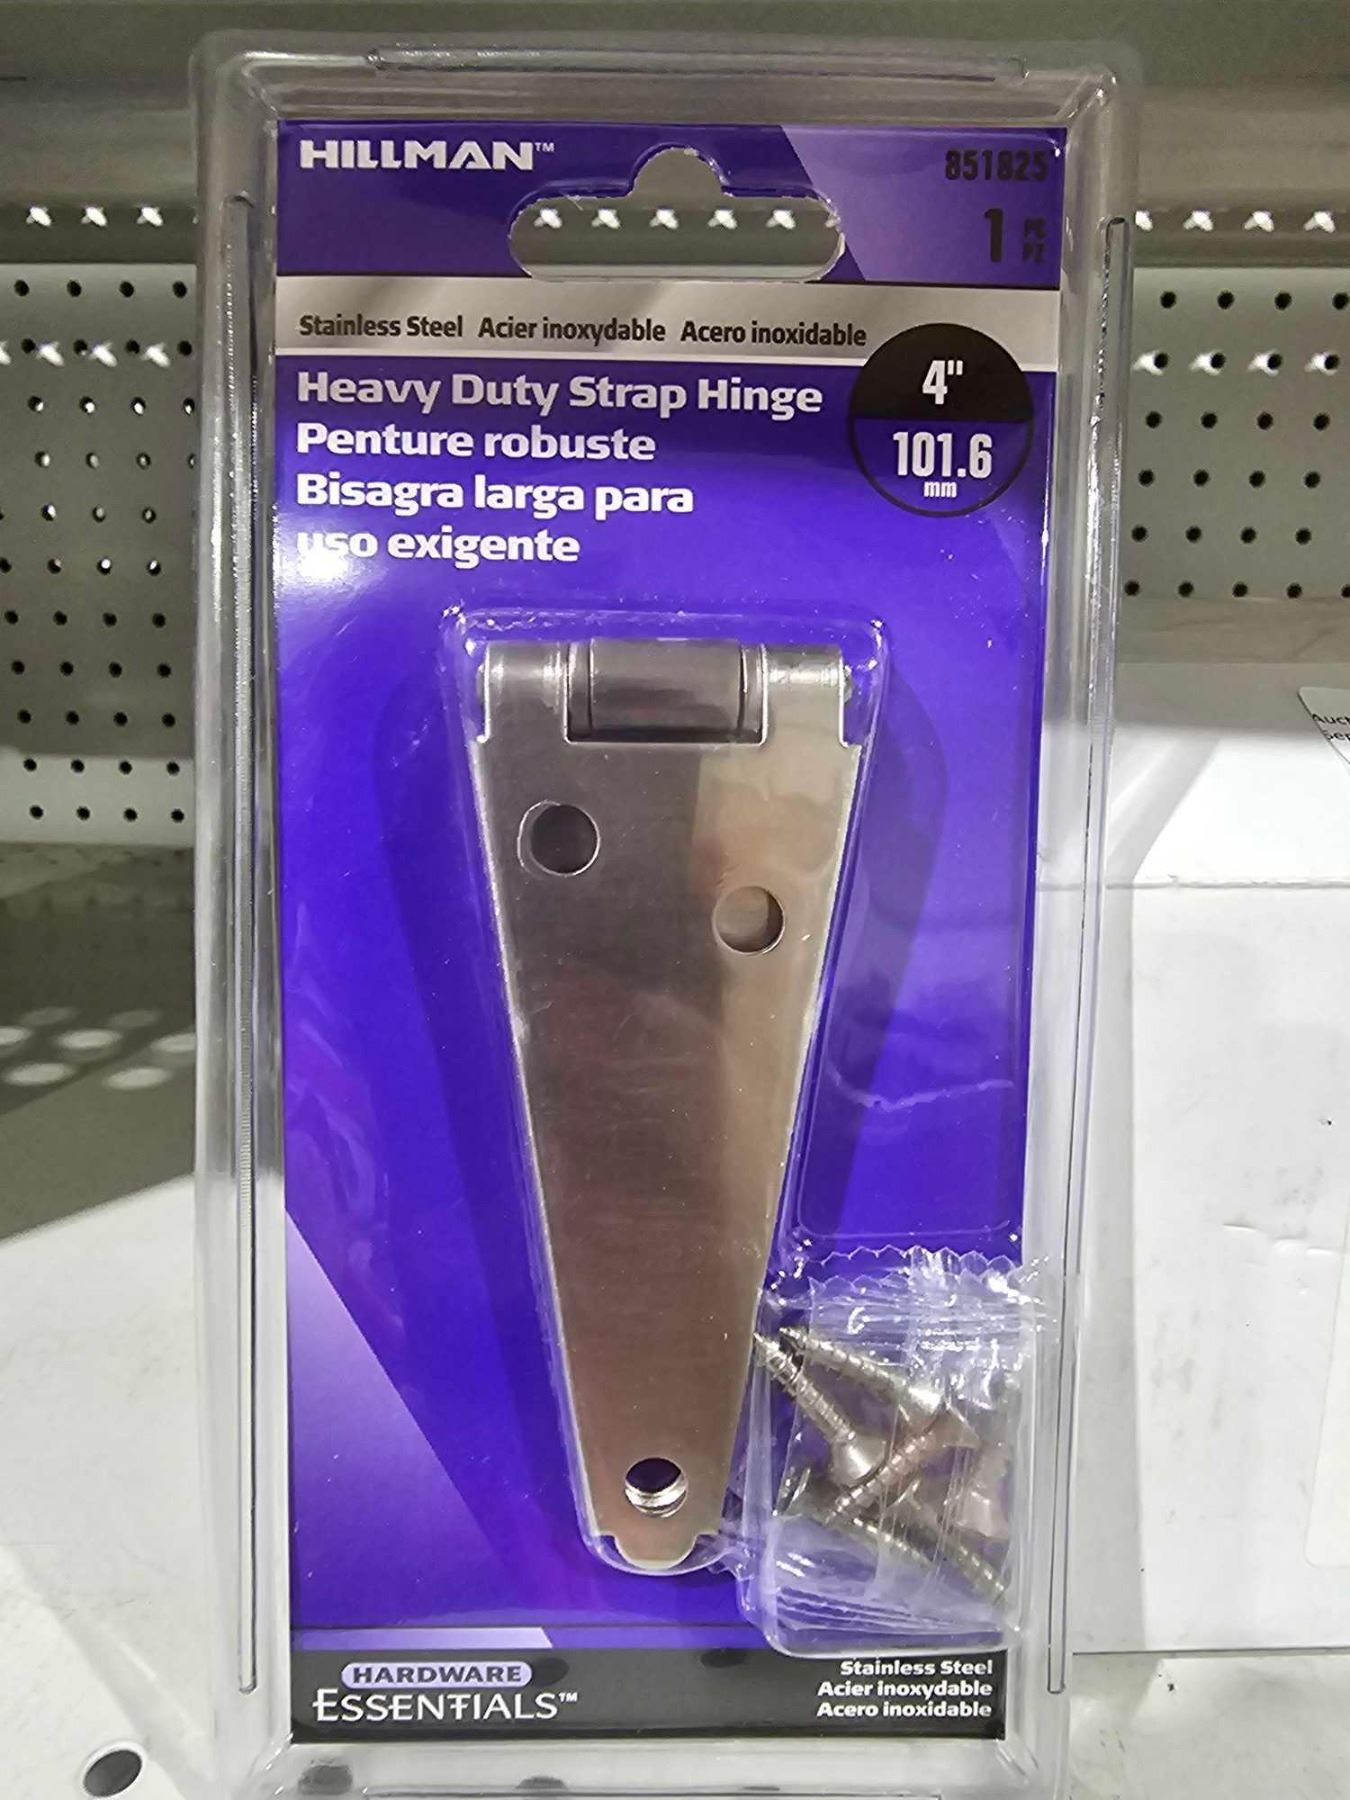 HILLMAN™
851825
1 PC
PZ
Stainless Steel Acier inoxydable Acero inoxidable
4"
101.6
mm
Heavy Duty Strap Hinge
Penture robuste
Bisagra larga para
uso exigente
HARDWARE
ESSENTIALS™
Stainless Steel
Acier inoxydable
Acero inoxidable